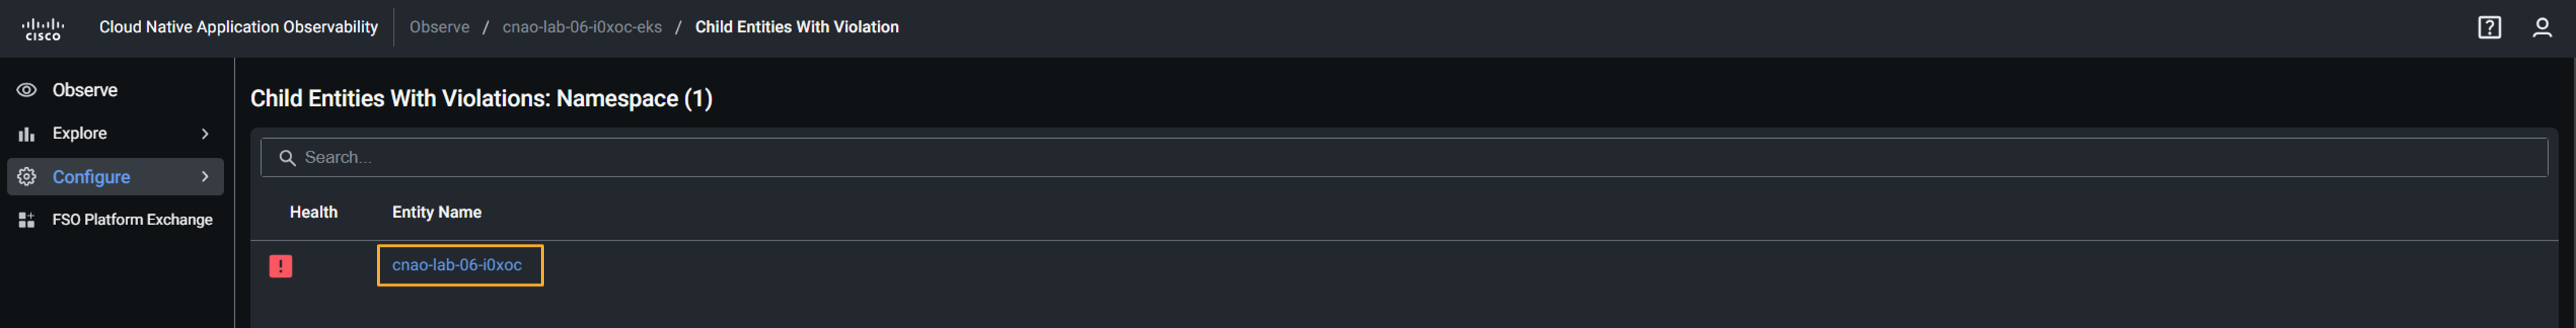 cisco Cloud Native Application Observability Observe / cnao-lab-06-i0xoc-eks / Child Entities With Violation
Observe
Explore
Configure
FSO Platform Exchange
Child Entities With Violations: Namespace (1)
Search...
Health Entity Name
cnao-lab-06-i0xoc